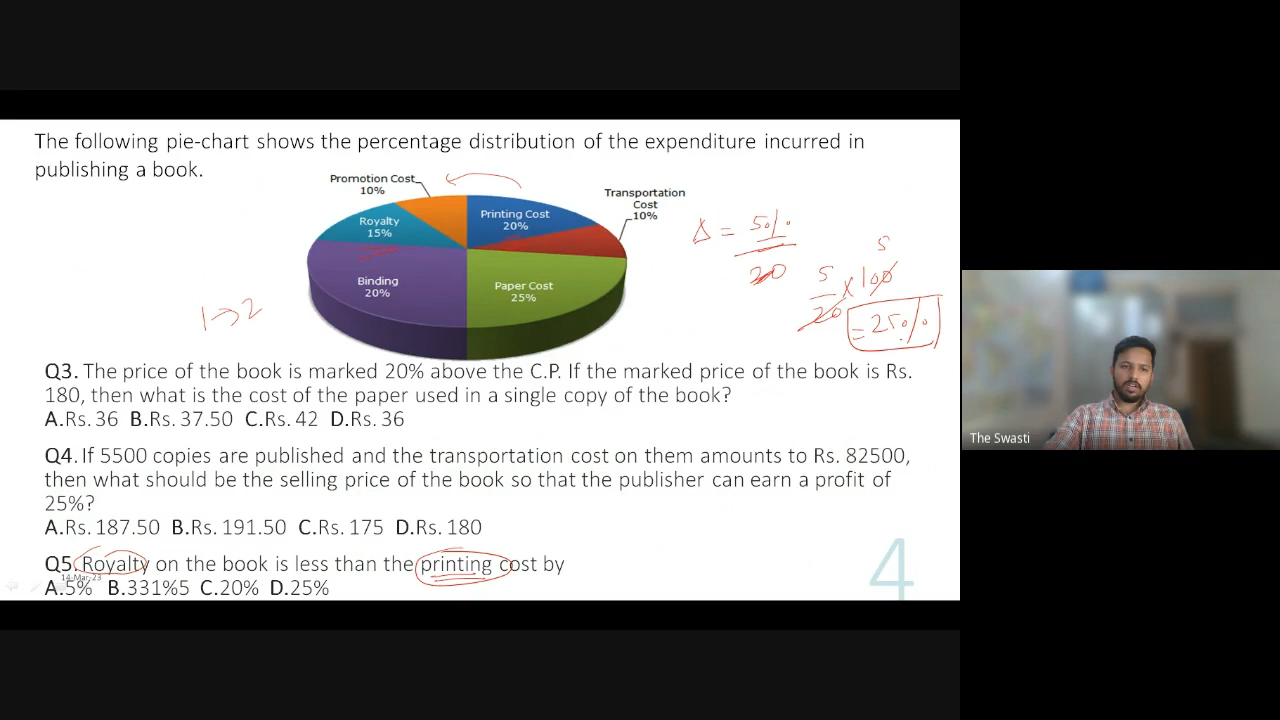 The following pie-chart shows the percentage distribution of the expenditure incurred in
publishing a book.
Promotion Cost
10%
Transportation
Cost
10%
Printing Cost
20%
Royalty
15%
Binding
20%
Paper Cost
25%
1→2
Δ = 5%
20
5
5/20 × 100
= 25%
Q3. The price of the book is marked 20% above the C.P. If the marked price of the book is Rs.
180, then what is the cost of the paper used in a single copy of the book?
A.Rs. 36 B.Rs. 37.50 C.Rs. 42 D.Rs. 36
Q4. If 5500 copies are published and the transportation cost on them amounts to Rs. 82500,
then what should be the selling price of the book so that the publisher can earn a profit of
25%?
A.Rs. 187.50 B.Rs. 191.50 C.Rs. 175 D.Rs. 180
Q5. Royalty on the book is less than the printing cost by
14-Mar-23
A.5% B.331%5 C.20% D.25%
4
The Swasti